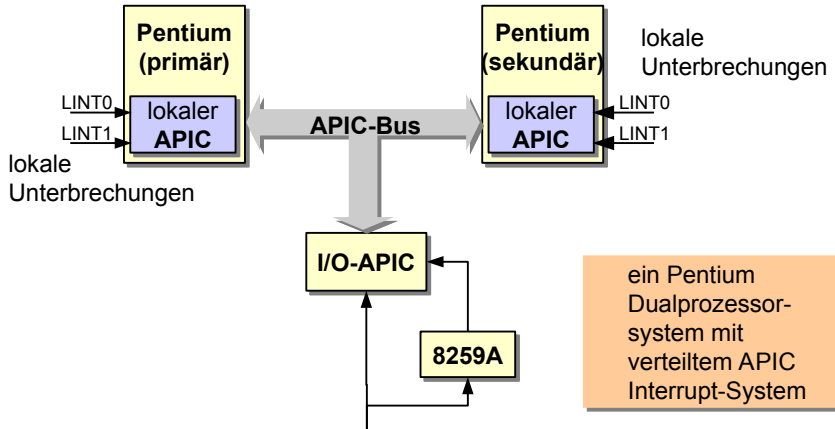 Pentium
(primär)
LINT0
LINT1
lokaler
APIC
lokale
Unterbrechungen
APIC-Bus
Pentium
(sekundär)
lokaler
APIC
lokale
Unterbrechungen
LINT0
LINT1
I/O-APIC
8259A
ein Pentium
Dualprozessor-
system mit
verteiltem APIC
Interrupt-System